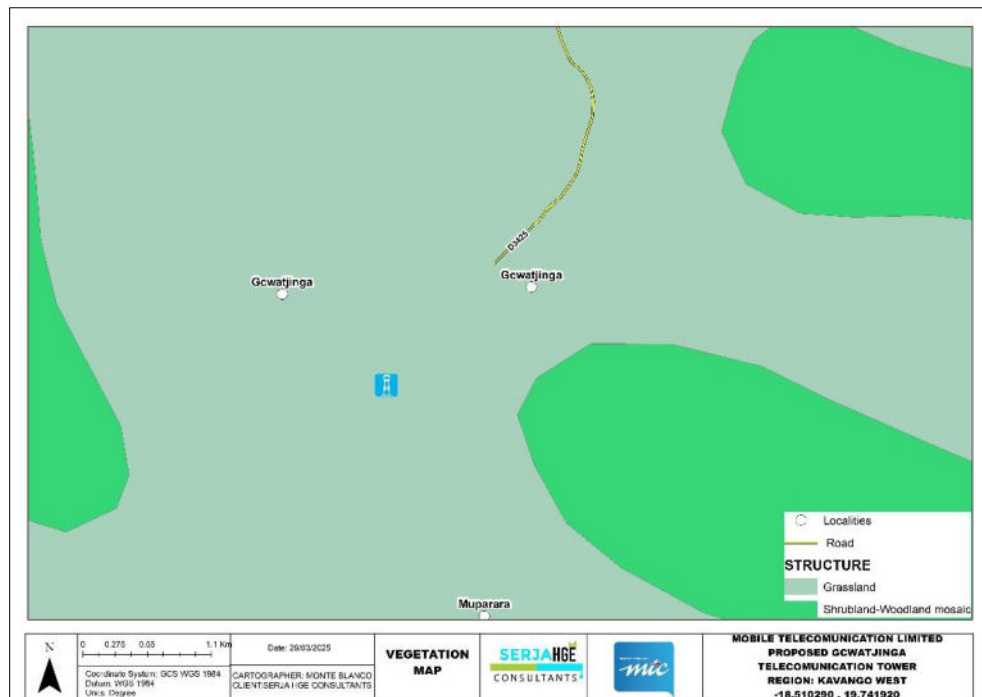 D3425
Gcwatjinga
Gcwatjinga
Muparara
Localities
Road
STRUCTURE
Grassland
Shrubland-Woodland mosaic
N
0 0.275 0.55 1.1 Km
Coordinate System: GCS WGS 1984
Datum: WGS 1984
Units: Degree
Date: 29/03/2025
CARTOGRAPHER: MONTE BLANCO
CLIENT:SERJA HGE CONSULTANTS
VEGETATION
MAP
SERJAHGE
CONSULTANTS
mtc
MOBILE TELECOMMUNICATION LIMITED
PROPOSED GCWATJINGA
TELECOMUNICATION TOWER
REGION: KAVANGO WEST
-18.510290 , 19.741920